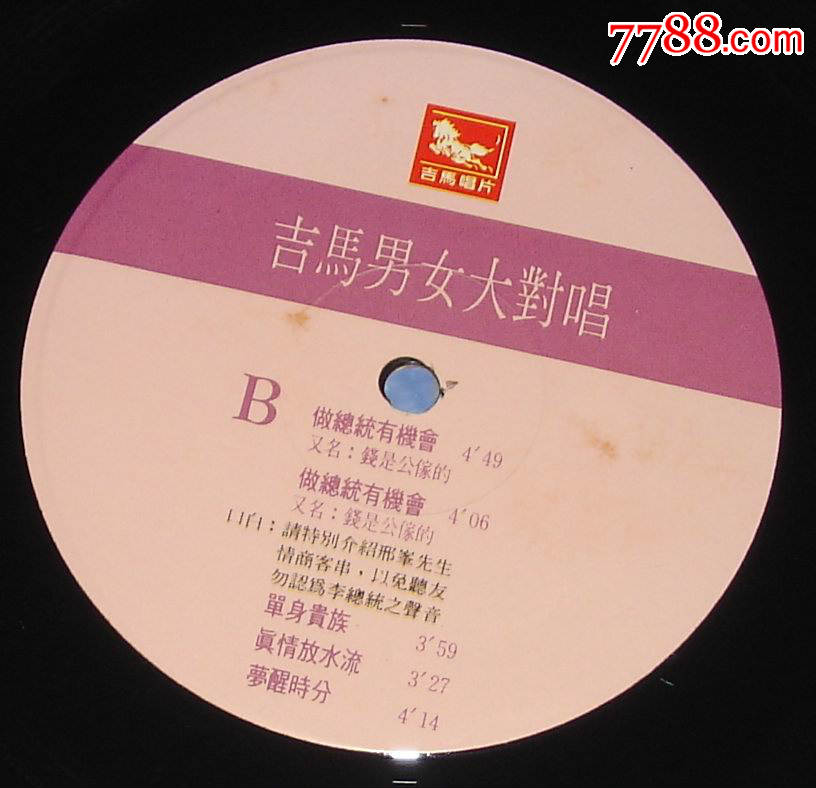 7788.com
吉馬唱片
吉馬男女大對唱
B
做總統有機會 4′49
又名：錢是公傢的
做總統有機會 4′06
又名：錢是公傢的
口白：請特別介紹邢峯先生
情商客串，以免聽友
勿認爲李總統之聲音
單身貴族 3′59
眞情放水流 3′27
夢醒時分 4′14